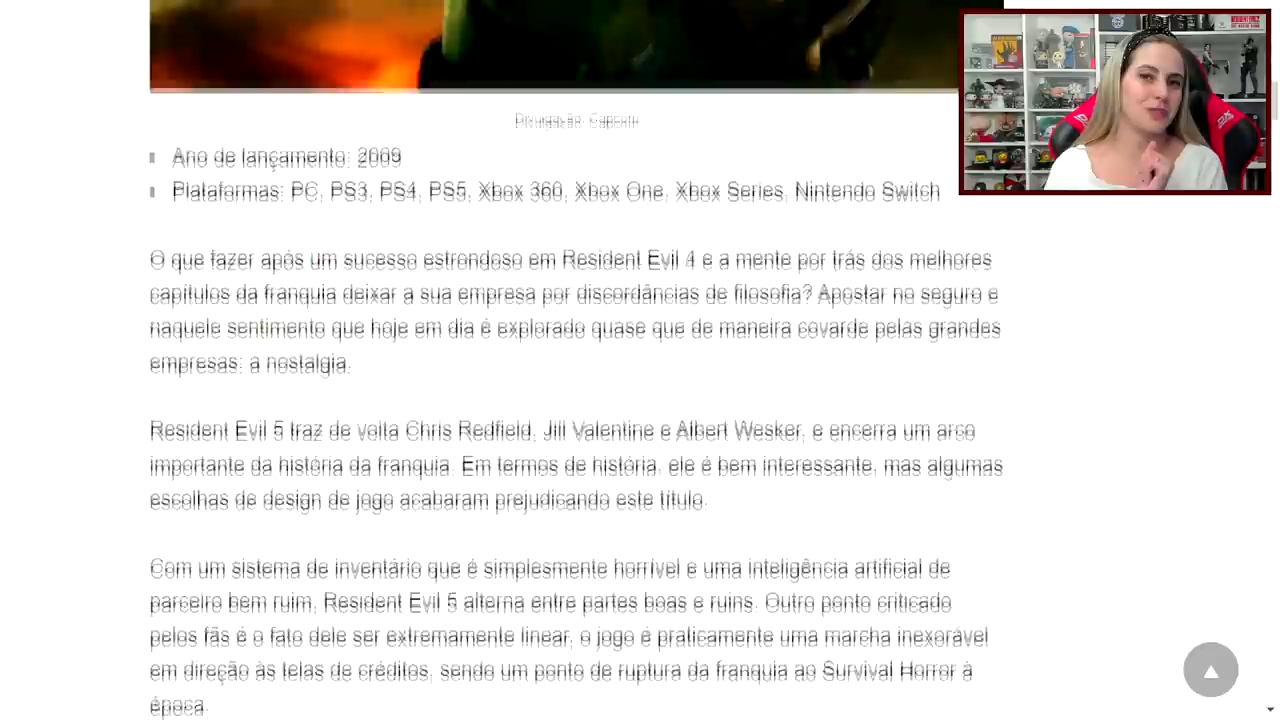 Divulgação: Capcom
Ano de lançamento: 2009
Plataformas: PC, PS3, PS4, PS5, Xbox 360, Xbox One, Xbox Series, Nintendo Switch
O que fazer após um sucesso estrondoso em Resident Evil 4 e a mente por trás dos melhores
capítulos da franquia deixar a sua empresa por discordâncias de filosofia? Apostar no seguro e
naquele sentimento que hoje em dia é explorado quase que de maneira covarde pelas grandes
empresas: a nostalgia.
Resident Evil 5 traz de volta Chris Redfield, Jill Valentine e Albert Wesker, e encerra um arco
importante da história da franquia. Em termos de história, ele é bem interessante, mas algumas
escolhas de design de jogo acabaram prejudicando este título.
Com um sistema de inventário que é simplesmente horrível e uma inteligência artificial de
parceiro bem ruim, Resident Evil 5 alterna entre partes boas e ruins. Outro ponto criticado
pelos fãs é o fato dele ser extremamente linear, o jogo é praticamente uma marcha inexorável
em direção às telas de créditos, sendo um ponto de ruptura da franquia ao Survival Horror à
época.